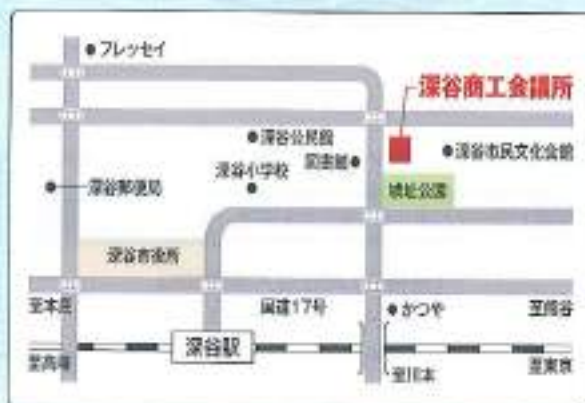 フレッセイ
深谷商工会議所
深谷公民館
図書館
深谷市民文化会館
深谷小学校
深谷郵便局
城址公園
深谷市役所
至本庄
国道17号
かつや
至熊谷
深谷駅
至高崎
至川本
至東京